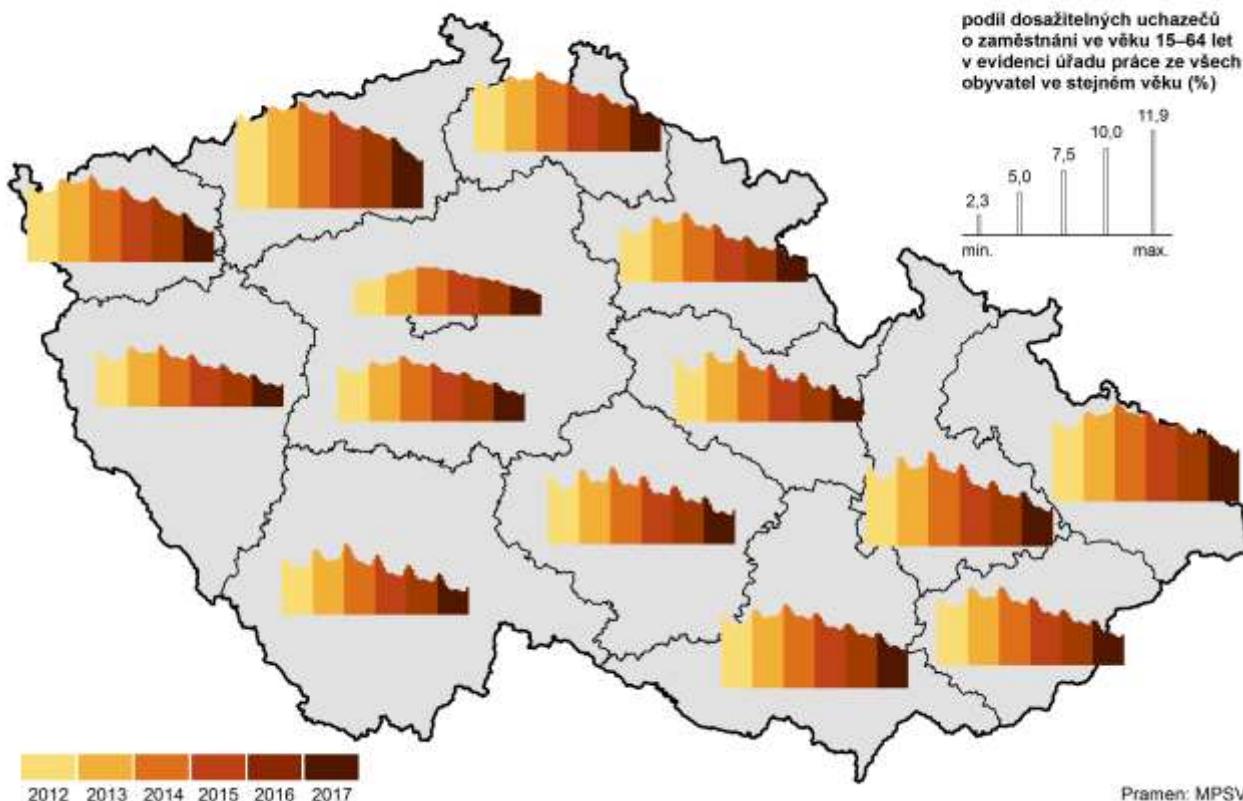 podíl dosažitelných uchazečů
o zaměstnání ve věku 15–64 let
v evidenci úřadu práce ze všech
obyvatel ve stejném věku (%)
11,9
10,0
7,5
5,0
2,3
min.
max.
2012 2013 2014 2015 2016 2017
Pramen: MPSV